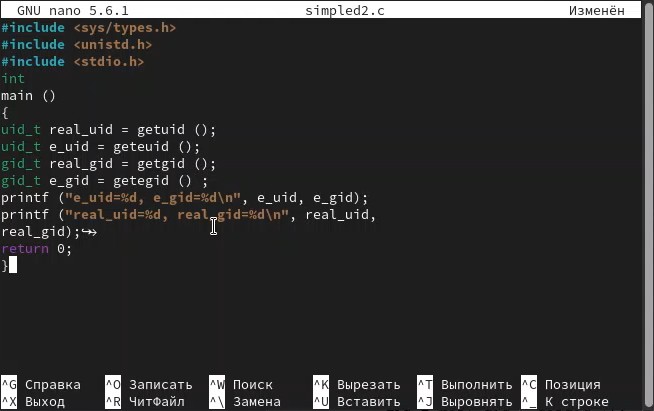 GNU nano 5.6.1 simpled2.c Изменён
#include <sys/types.h>
#include <unistd.h>
#include <stdio.h>
int
main ()
{
uid_t real_uid = getuid ();
uid_t e_uid = geteuid ();
gid_t real_gid = getgid ();
gid_t e_gid = getegid () ;
printf ("e_uid=%d, e_gid=%d\n", e_uid, e_gid);
printf ("real_uid=%d, real_gid=%d\n", real_uid,
real_gid);↪
return 0;
}
^G Справка ^O Записать ^W Поиск ^K Вырезать ^T Выполнить ^C Позиция
^X Выход ^R ЧитФайл ^\ Замена ^U Вставить ^J Выровнять ^_ К строке